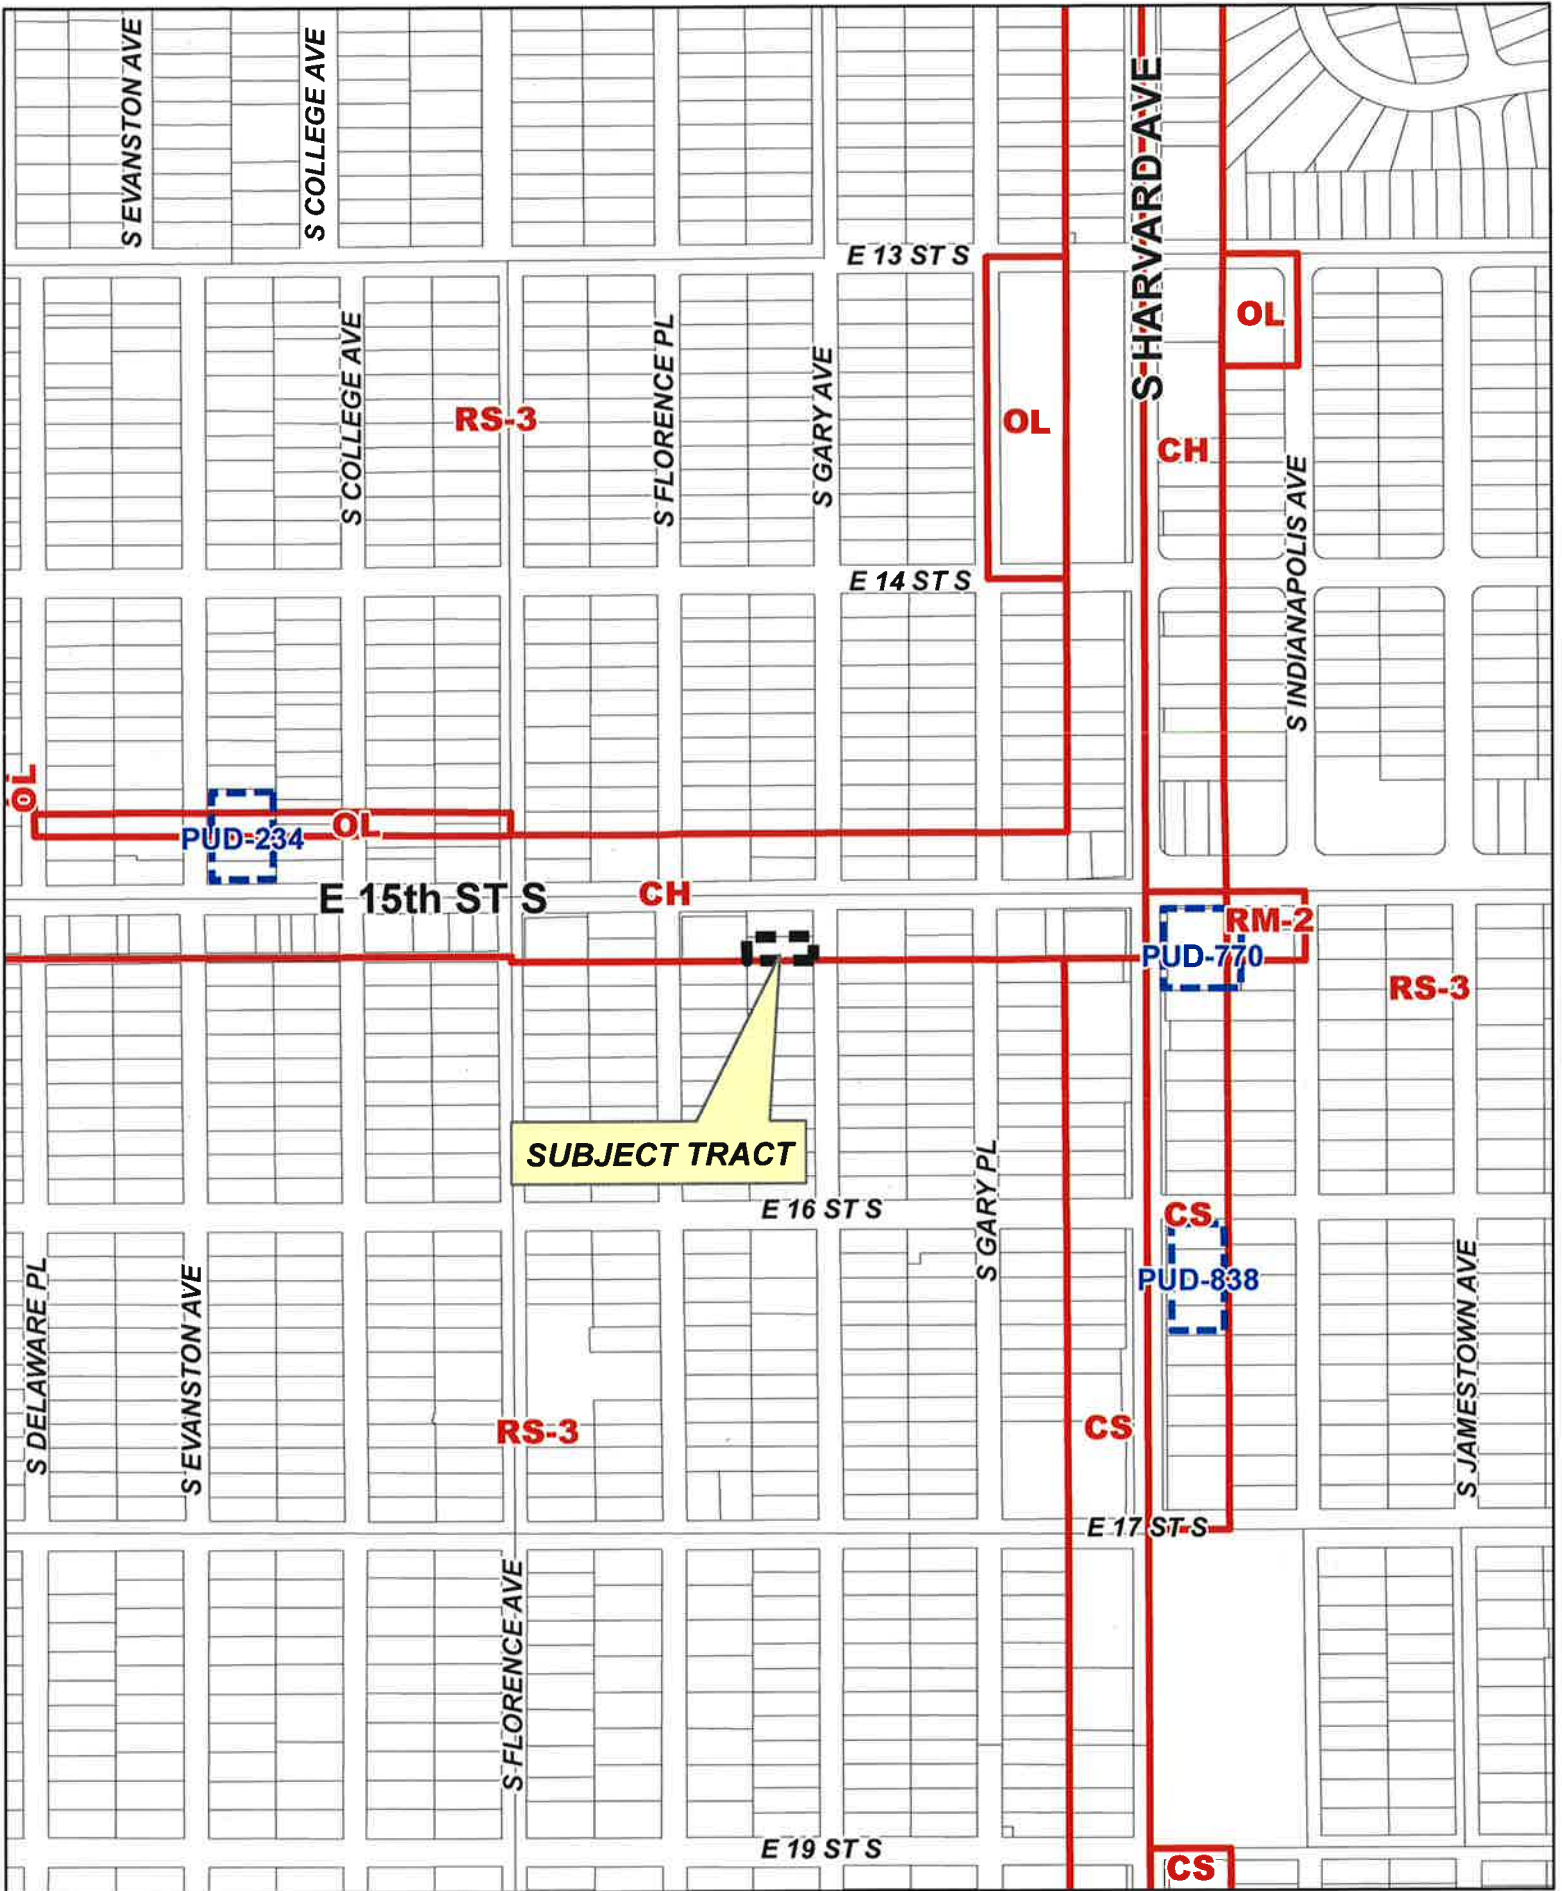 S EVANSTON AVE
S COLLEGE AVE
S HARVARD AVE
E 13 ST S
OL
S COLLEGE AVE
S FLORENCE PL
S GARY AVE
RS-3
OL
CH
S INDIANAPOLIS AVE
E 14 ST S
OL
OL
PUD-234
E 15th ST S
CH
RM-2
PUD-770
RS-3
SUBJECT TRACT
E 16 ST S
S GARY PL
CS
PUD-838
S DELAWARE PL
S EVANSTON AVE
S JAMESTOWN AVE
RS-3
CS
E 17 ST S
S FLORENCE AVE
E 19 ST S
CS